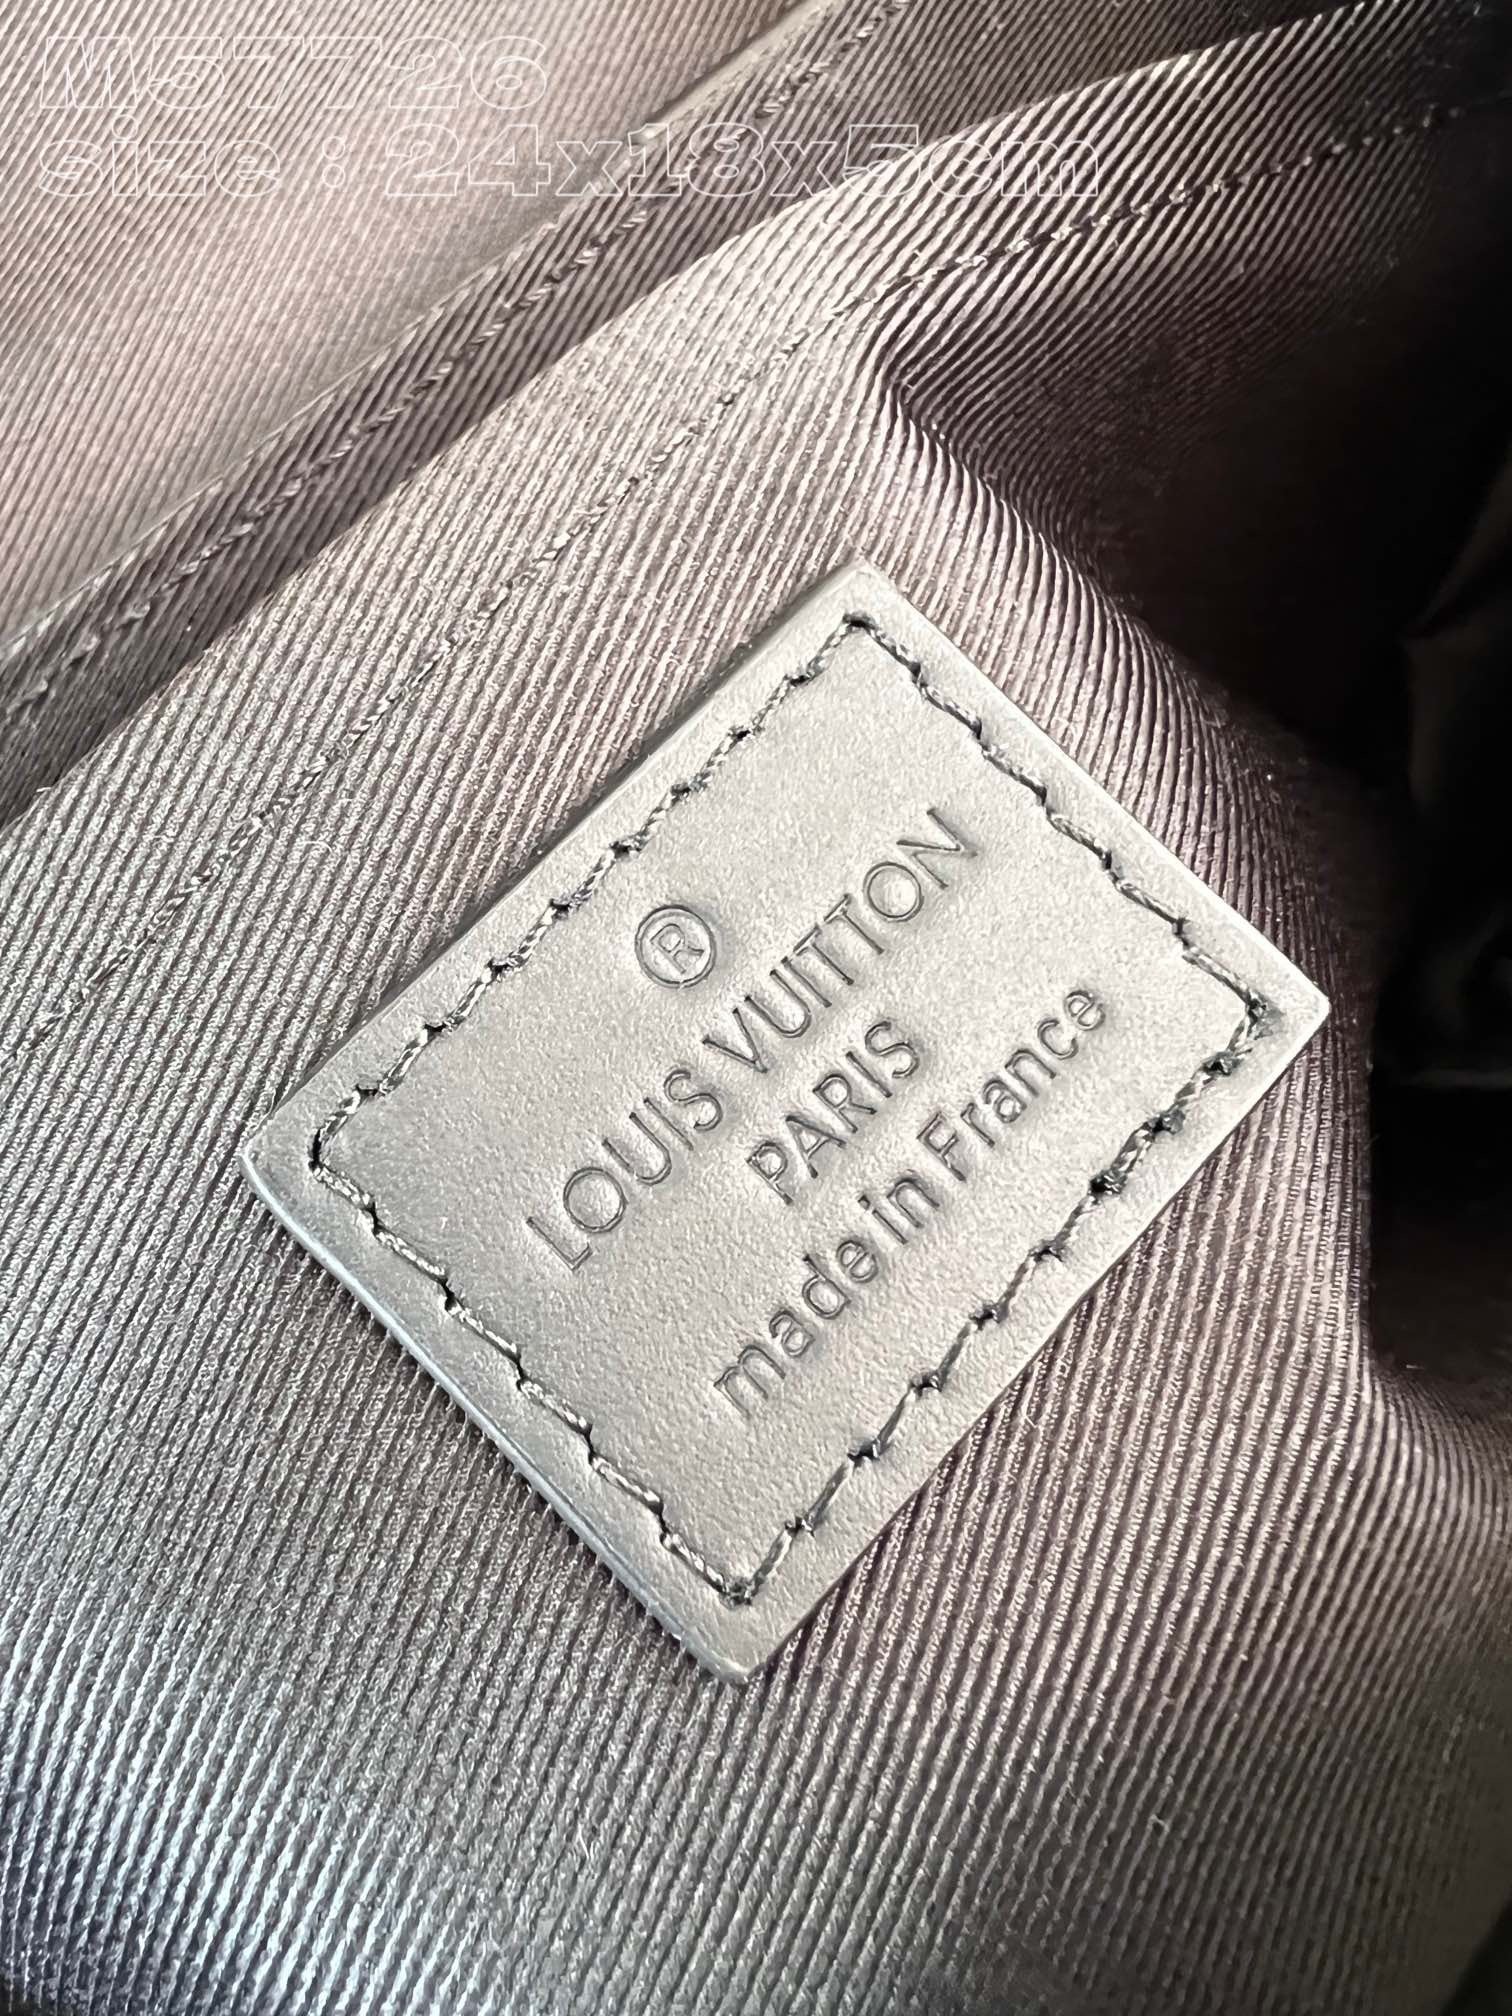 M57726
size : 24x18x5cm
®
LOUIS VUITTON
PARIS
made in France